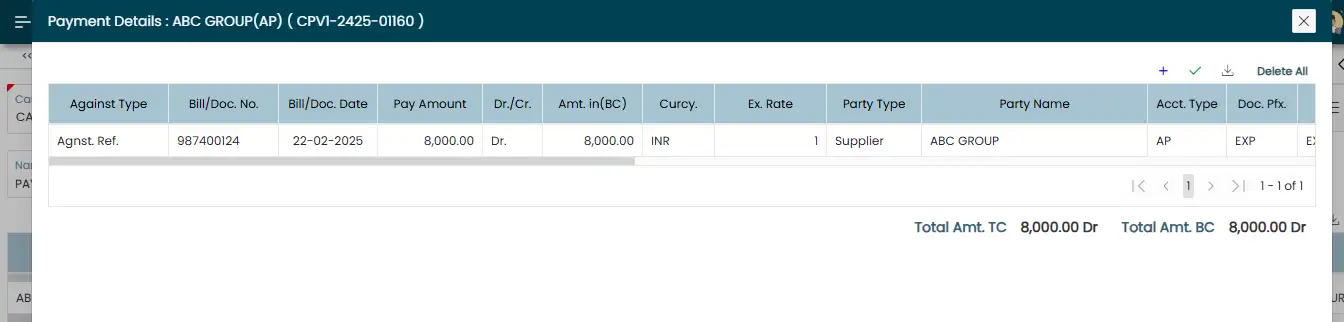 Payment Details : ABC GROUP(AP) ( CPV1-2425-01160 )
+ ✓ Delete All
Against Type Bill/Doc. No. Bill/Doc. Date Pay Amount Dr./Cr. Amt. in(BC) Curcy. Ex. Rate Party Type Party Name Acct. Type Doc. Pfx.
Agnst. Ref. 987400124 22-02-2025 8,000.00 Dr. 8,000.00 INR 1 Supplier ABC GROUP AP EXP
1 1 - 1 of 1
Total Amt. TC 8,000.00 Dr Total Amt. BC 8,000.00 Dr